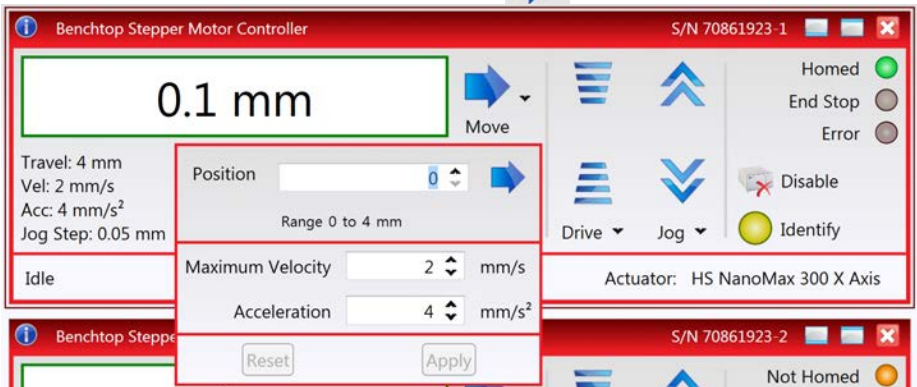 Benchtop Stepper Motor Controller S/N 70861923-1
0.1 mm
Move
Homed
End Stop
Error
Travel: 4 mm
Vel: 2 mm/s
Acc: 4 mm/s²
Jog Step: 0.05 mm
Position 0
Range 0 to 4 mm
Drive Jog
Disable
Identify
Idle
Maximum Velocity 2 mm/s
Acceleration 4 mm/s²
Reset Apply
Actuator: HS NanoMax 300 X Axis
Benchtop Steppe S/N 70861923-2
Not Homed